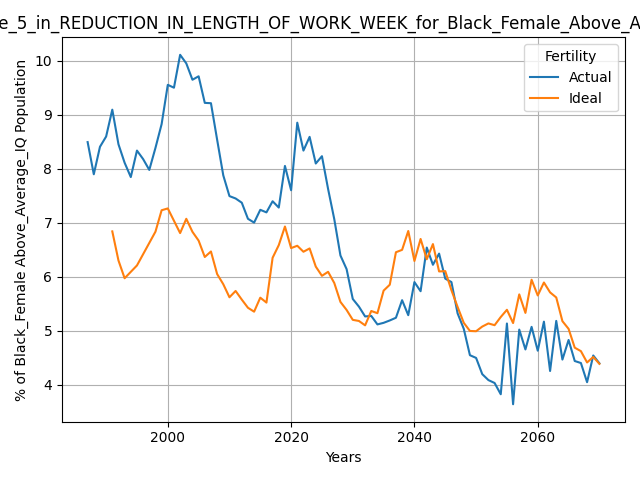 e_5_in_REDUCTION_IN_LENGTH_OF_WORK_WEEK_for_Black_Female_Above_A
Fertility
Actual
Ideal
% of Black_Female Above_Average_IQ Population
10
9
8
7
6
5
4
2000
2020
2040
2060
Years